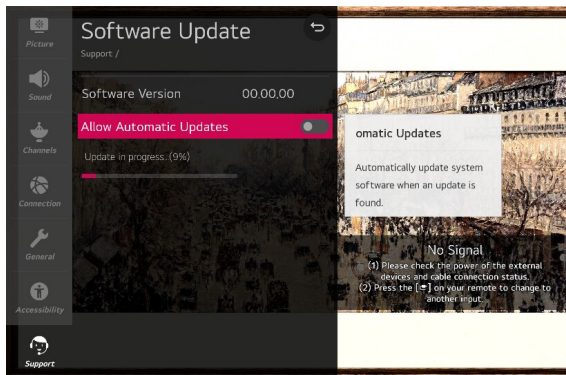 Picture
Sound
Channels
Connection
General
Accessibility
Support
Software Update
Support /
Software Version 00.00.00
Allow Automatic Updates
Update in progress..(9%)
omatic Updates
Automatically update system
software when an update is
found.
No Signal
(1) Please check the power of the external
devices and cable connection status.
(2) Press the [ ] on your remote to change to
another input.